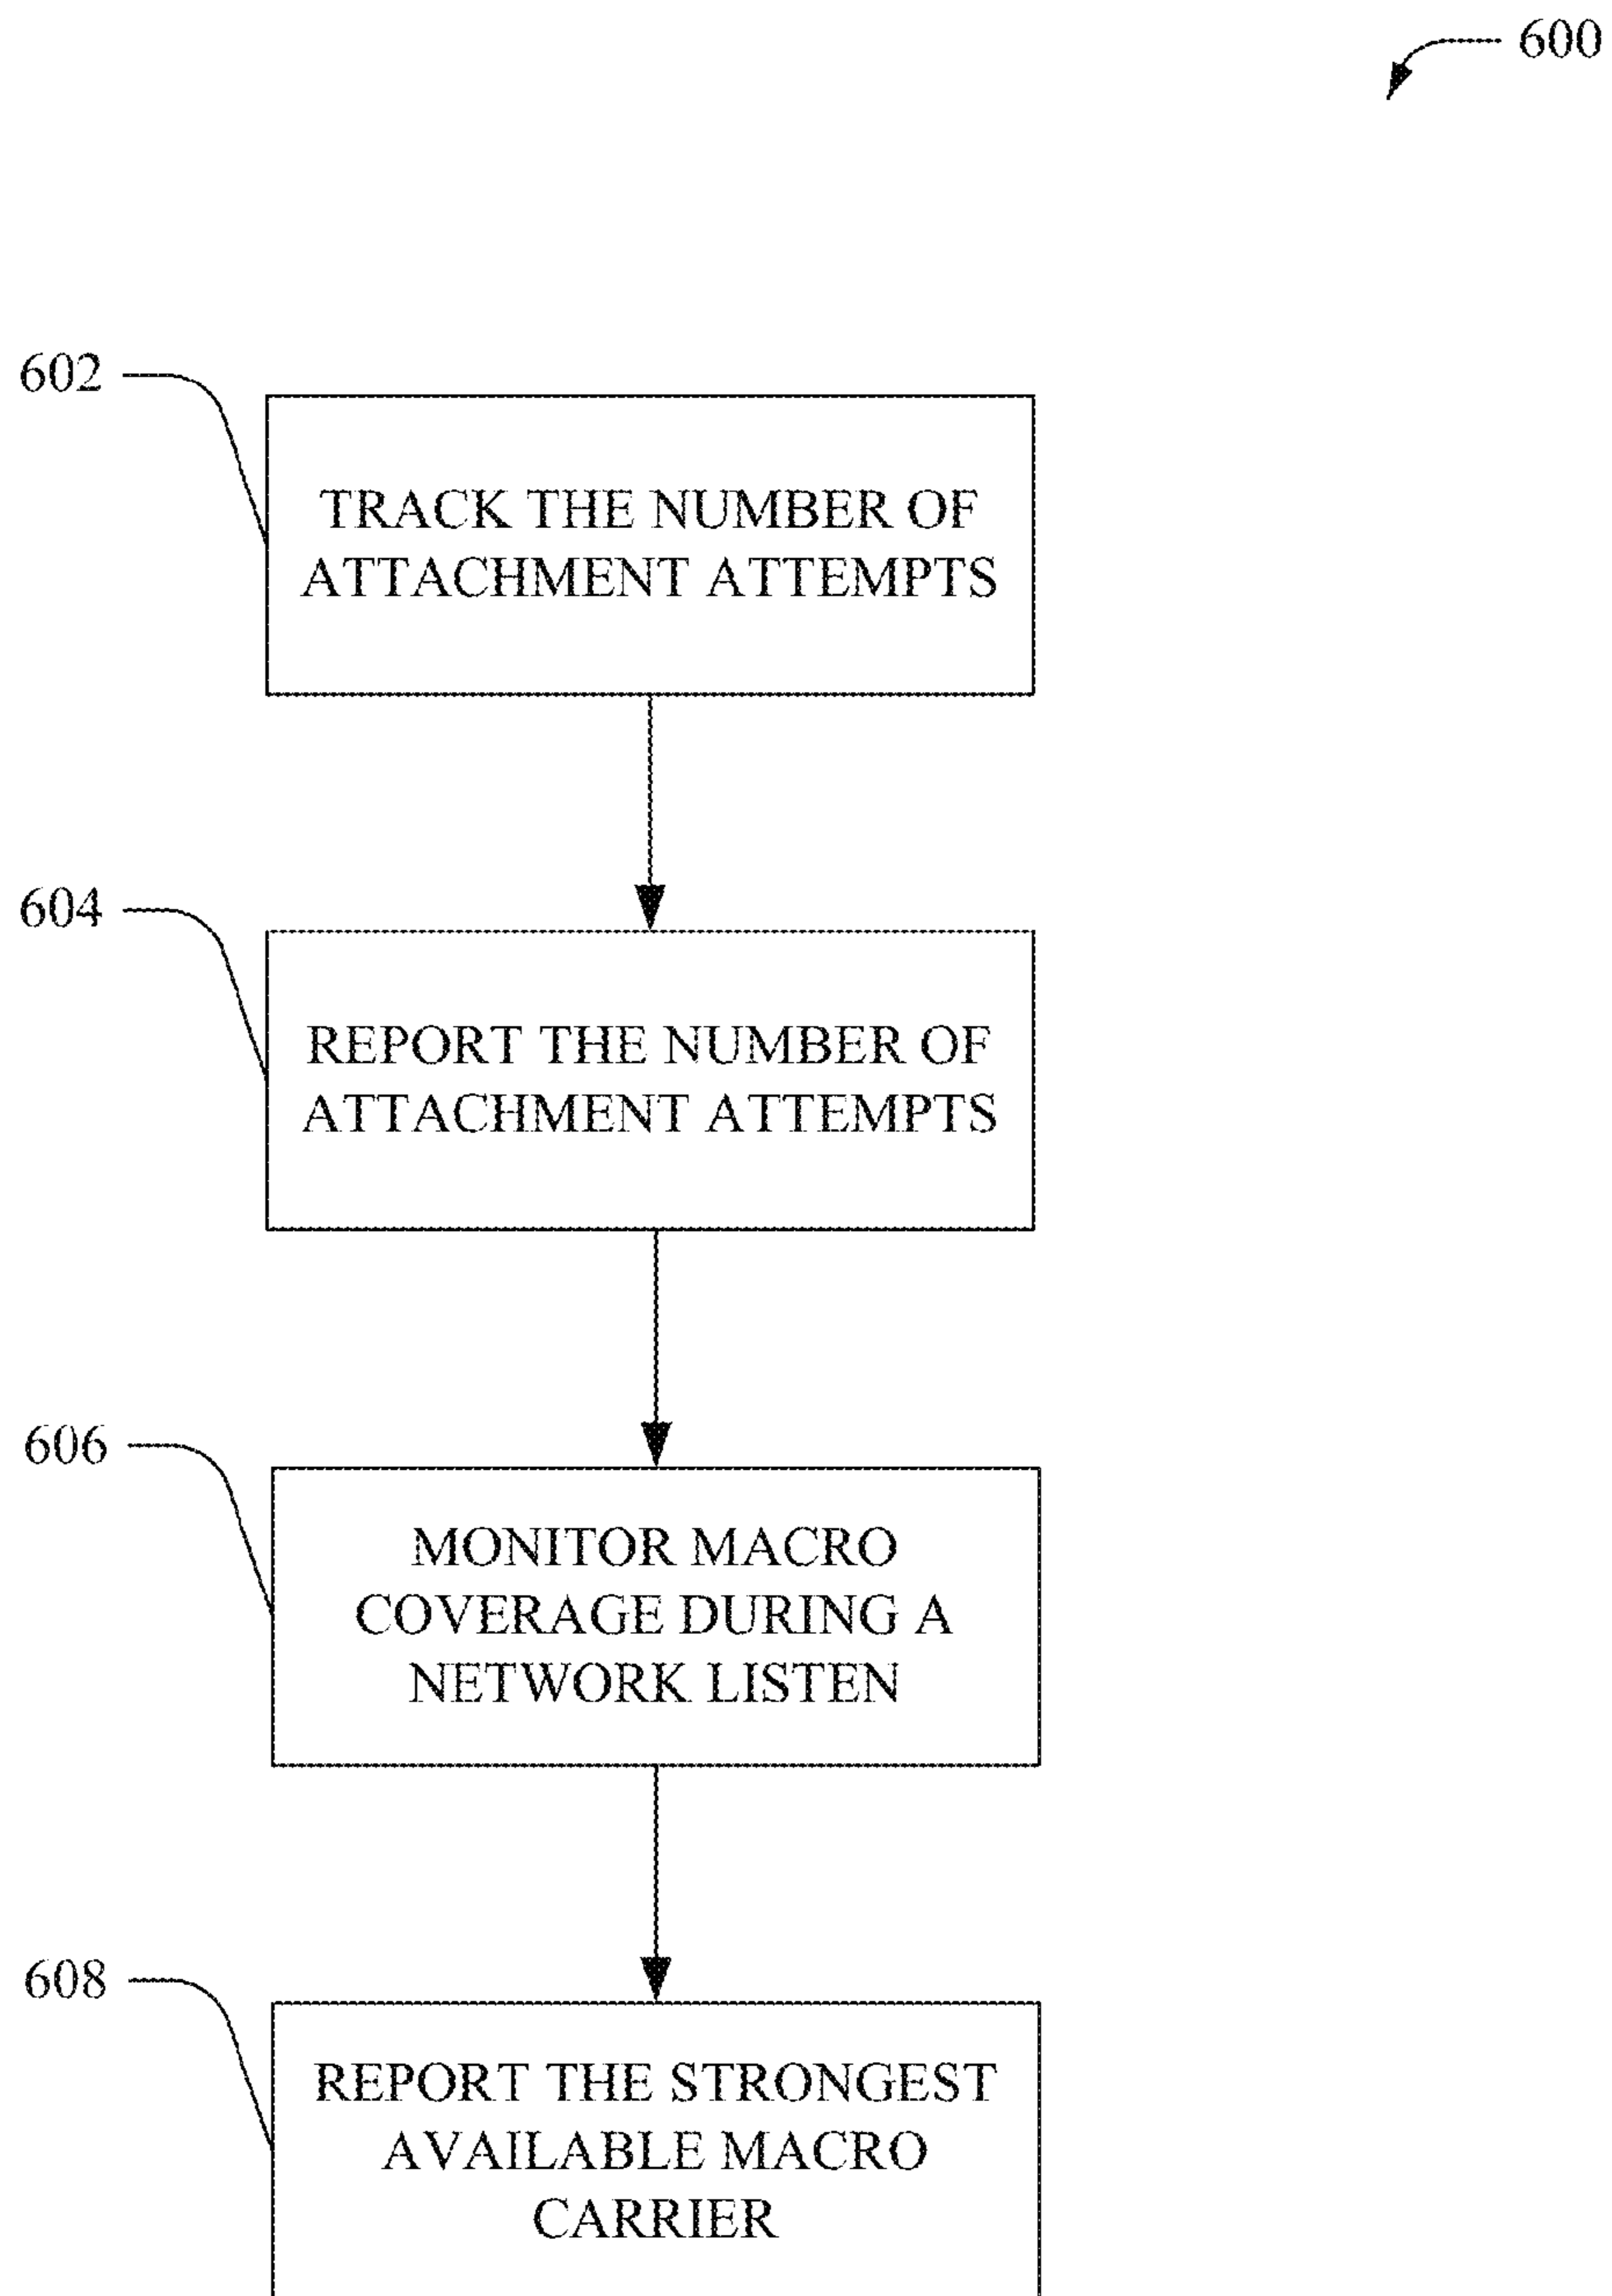 600
602
TRACK THE NUMBER OF
ATTACHMENT ATTEMPTS
604
REPORT THE NUMBER OF
ATTACHMENT ATTEMPTS
606
MONITOR MACRO
COVERAGE DURING A
NETWORK LISTEN
608
REPORT THE STRONGEST
AVAILABLE MACRO
CARRIER